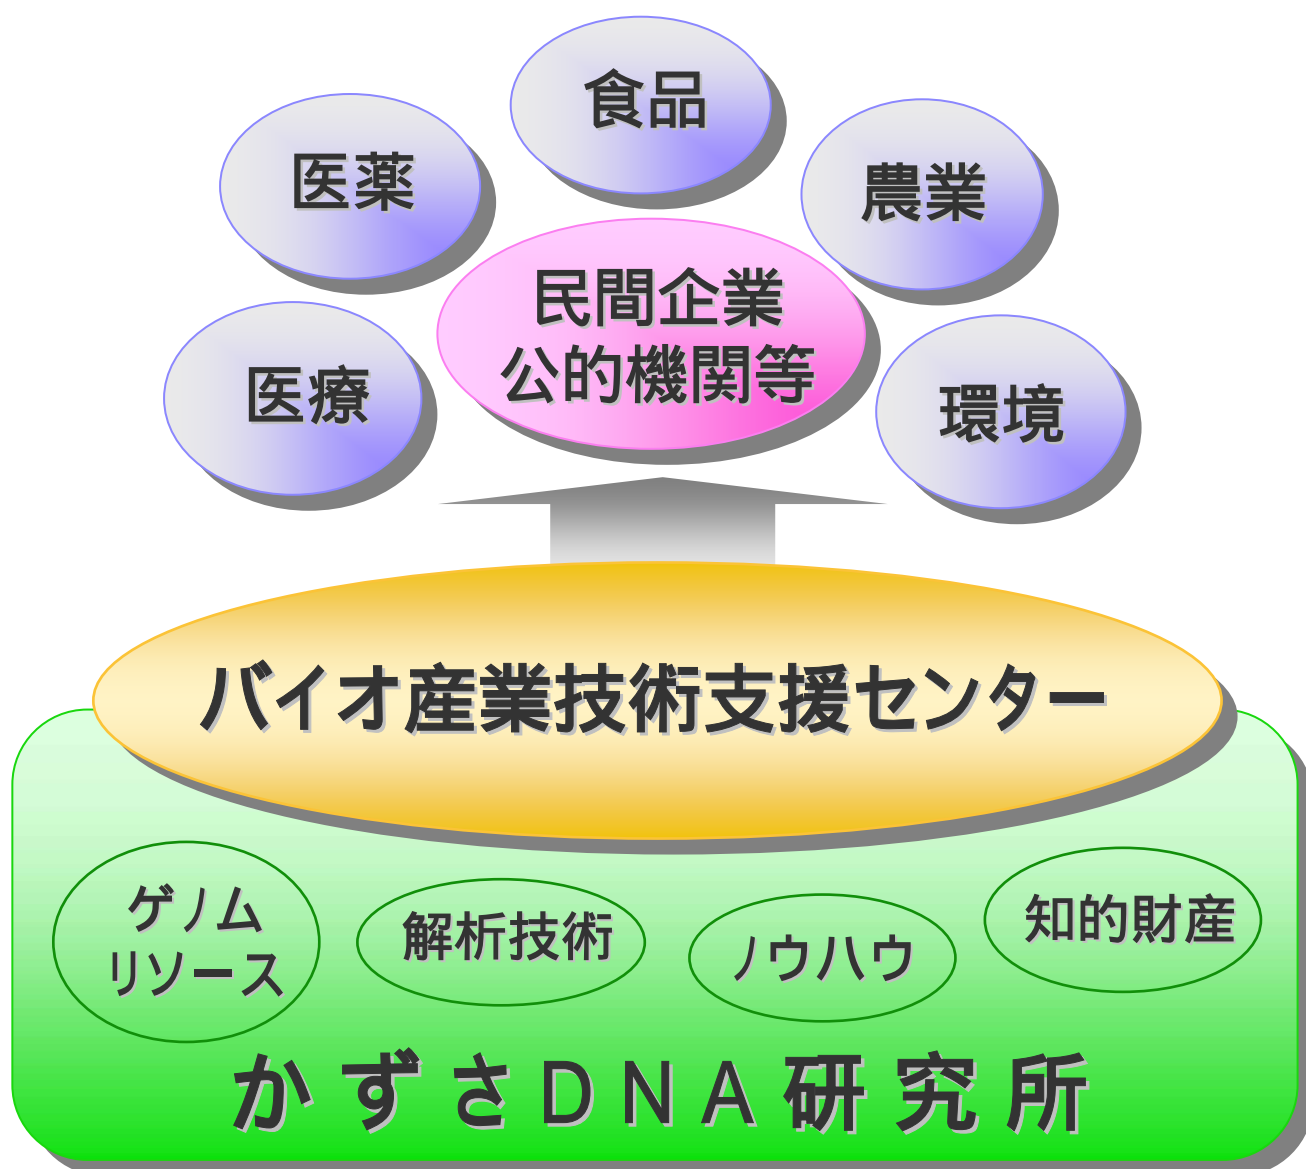 食品
医薬
農業
民間企業
公的機関等
医療
環境
バイオ産業技術支援センター
ゲノム
リソース
解析技術
ノウハウ
知的財産
かずさDNA研究所